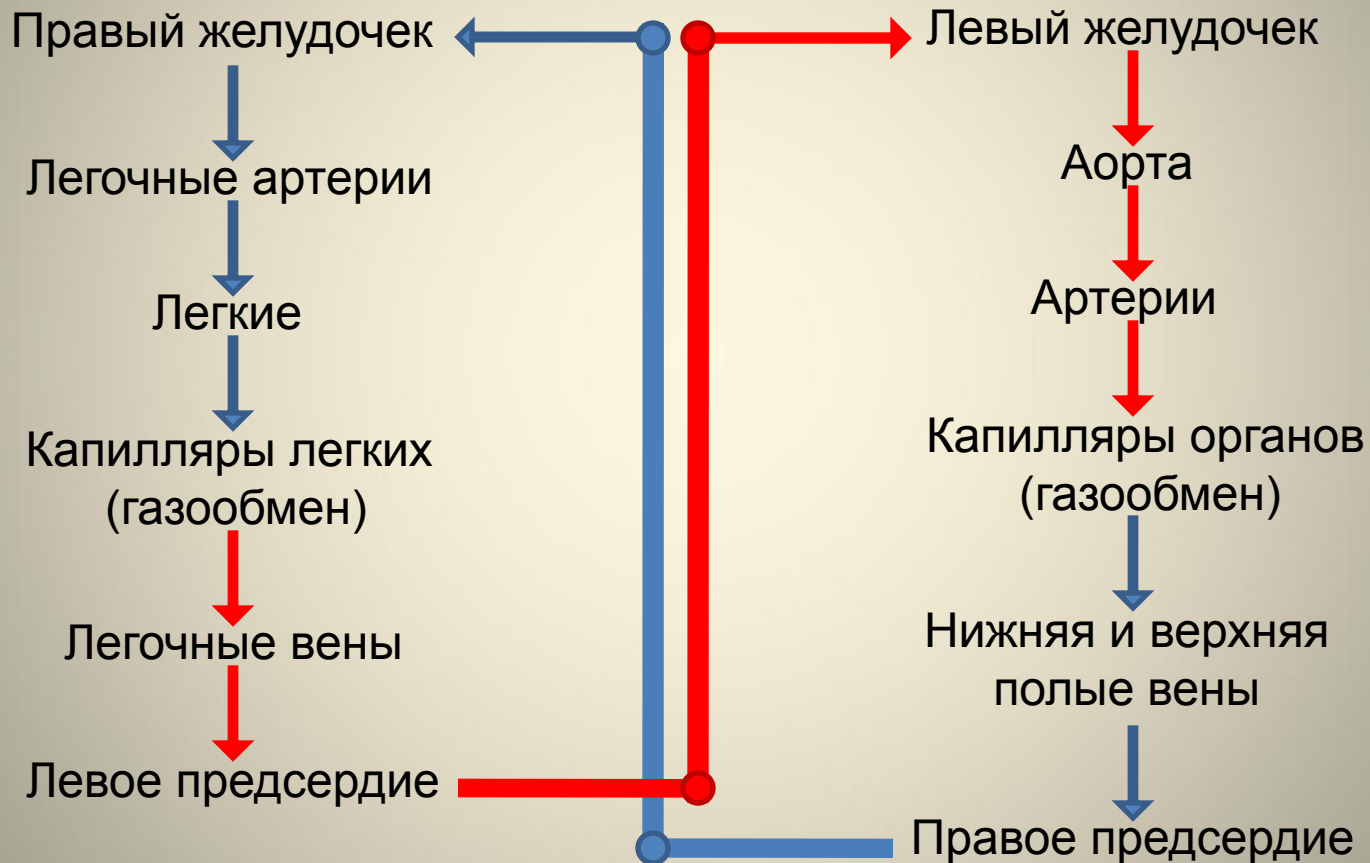 Правый желудочек
Легочные артерии
Легкие
Капилляры легких
(газообмен)
Легочные вены
Левое предсердие
Левый желудочек
Аорта
Артерии
Капилляры органов
(газообмен)
Нижняя и верхняя
полые вены
Правое предсердие